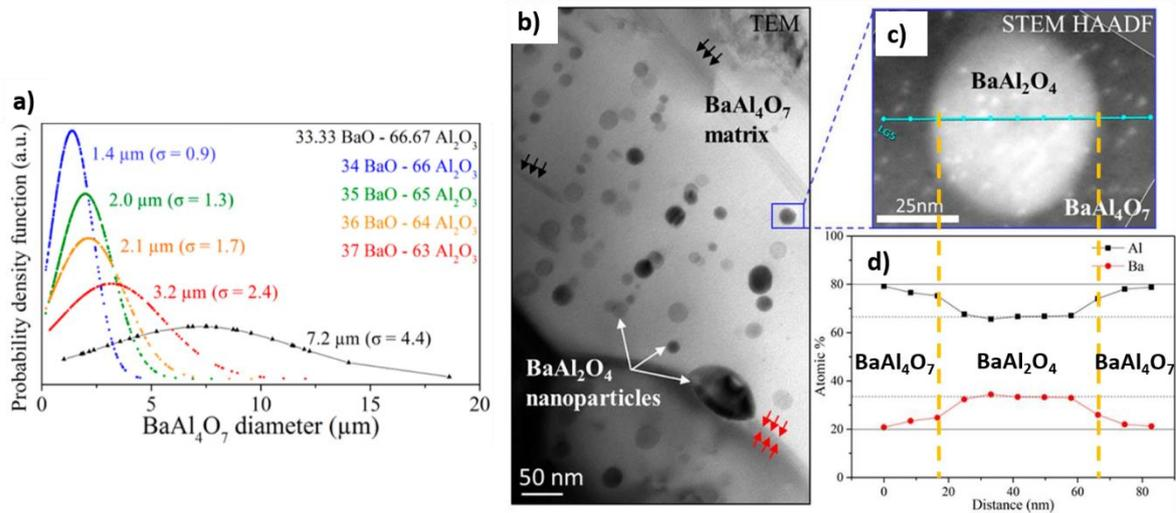 a)
Probability density function (a.u.)
33.33 BaO - 66.67 Al₂O₃
1.4 µm (σ = 0.9)
34 BaO - 66 Al₂O₃
2.0 µm (σ = 1.3)
35 BaO - 65 Al₂O₃
2.1 µm (σ = 1.7)
36 BaO - 64 Al₂O₃
37 BaO - 63 Al₂O₃
3.2 µm (σ = 2.4)
7.2 µm (σ = 4.4)
0 5 10 15 20
BaAl₄O₇ diameter (µm)
b)
TEM
BaAl₄O₇
matrix
BaAl₂O₄
nanoparticles
50 nm
c)
STEM HAADF
BaAl₂O₄
LG5
25nm
BaAl₄O₇
d)
Al
Ba
100
80
60
40
20
0
Atomic %
BaAl₄O₇ BaAl₂O₄ BaAl₄O₇
0 20 40 60 80
Distance (nm)